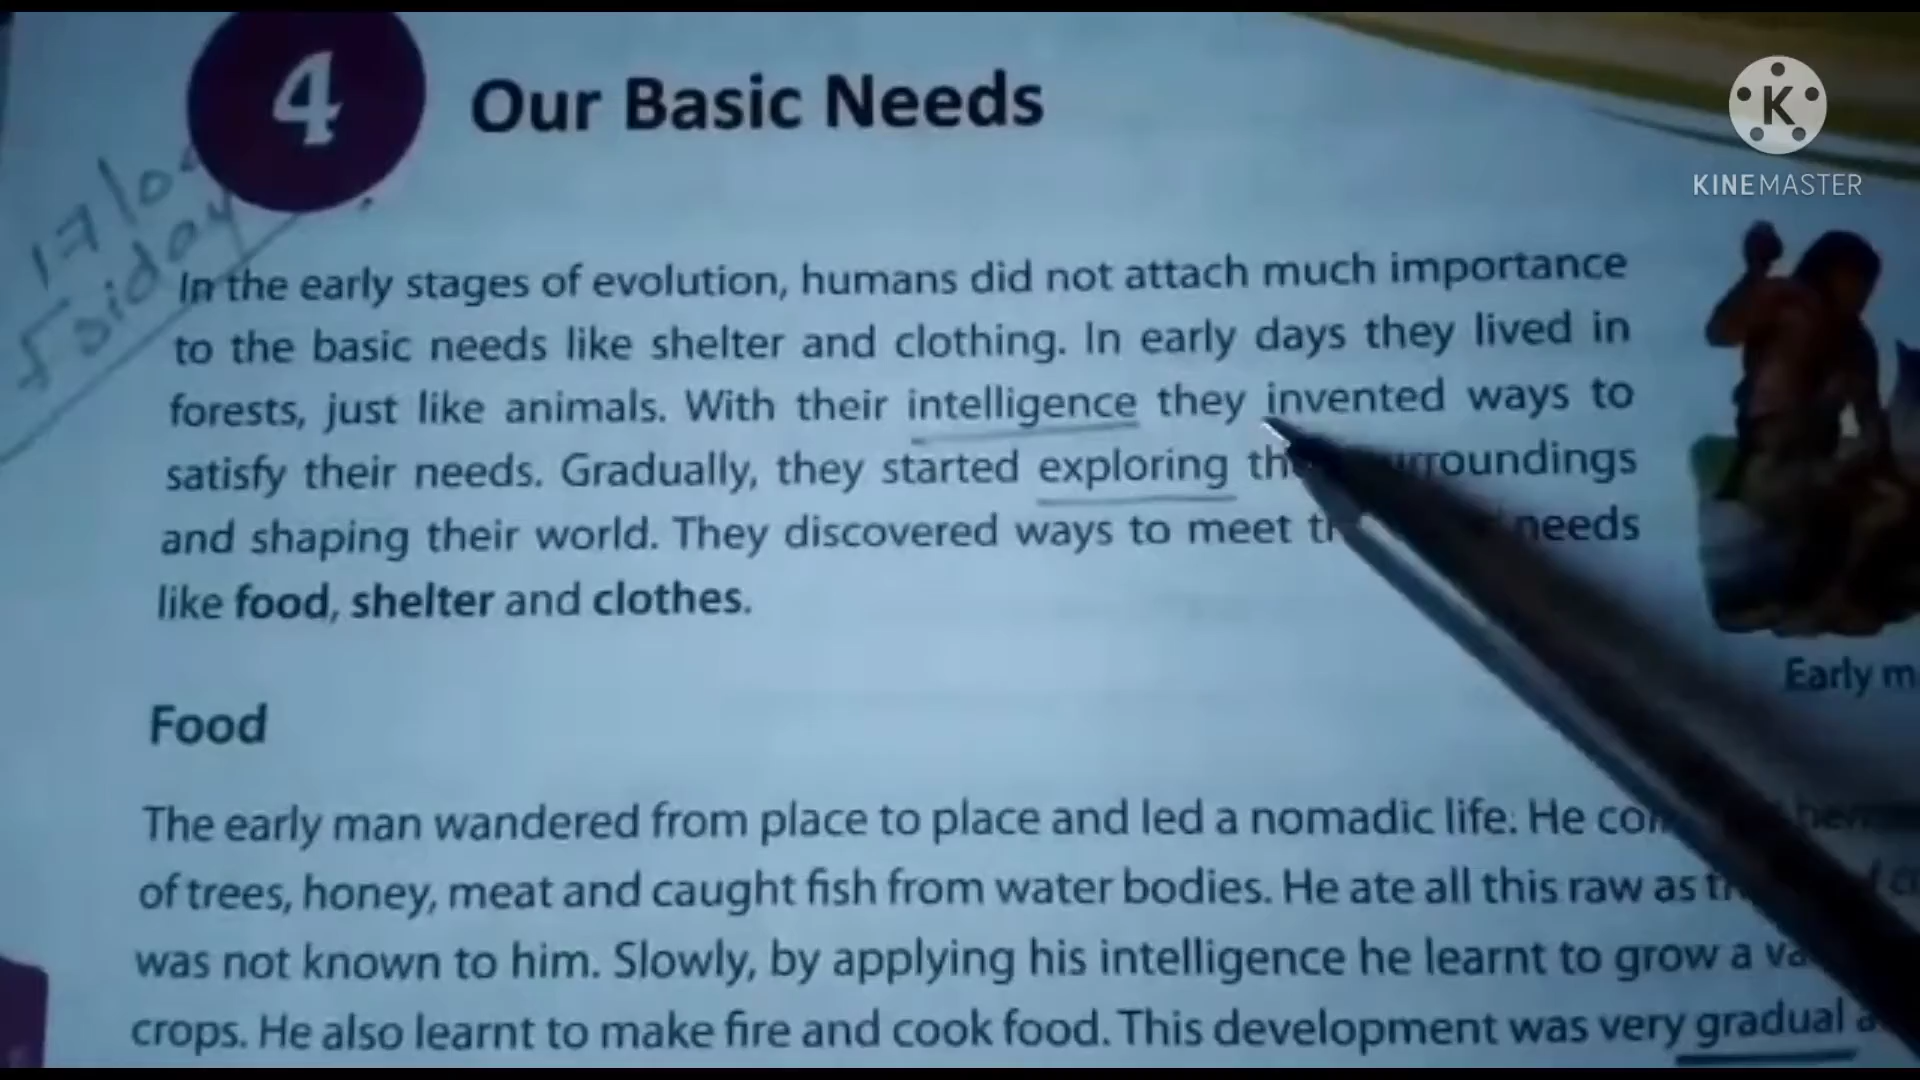 4
Our Basic Needs
KINEMASTER
17/0
In the early stages of evolution, humans did not attach much importance
to the basic needs like shelter and clothing. In early days they lived in
forests, just like animals. With their intelligence they invented ways to
satisfy their needs. Gradually, they started exploring surroundings
and shaping their world. They discovered ways to meet needs
like food, shelter and clothes.
Early
Food
The early man wandered from place to place and led a nomadic life. He
of trees, honey, meat and caught fish from water bodies. He ate all this raw as
was not known to him. Slowly, by applying his intelligence he learnt to grow a
crops. He also learnt to make fire and cook food. This development was very gradual